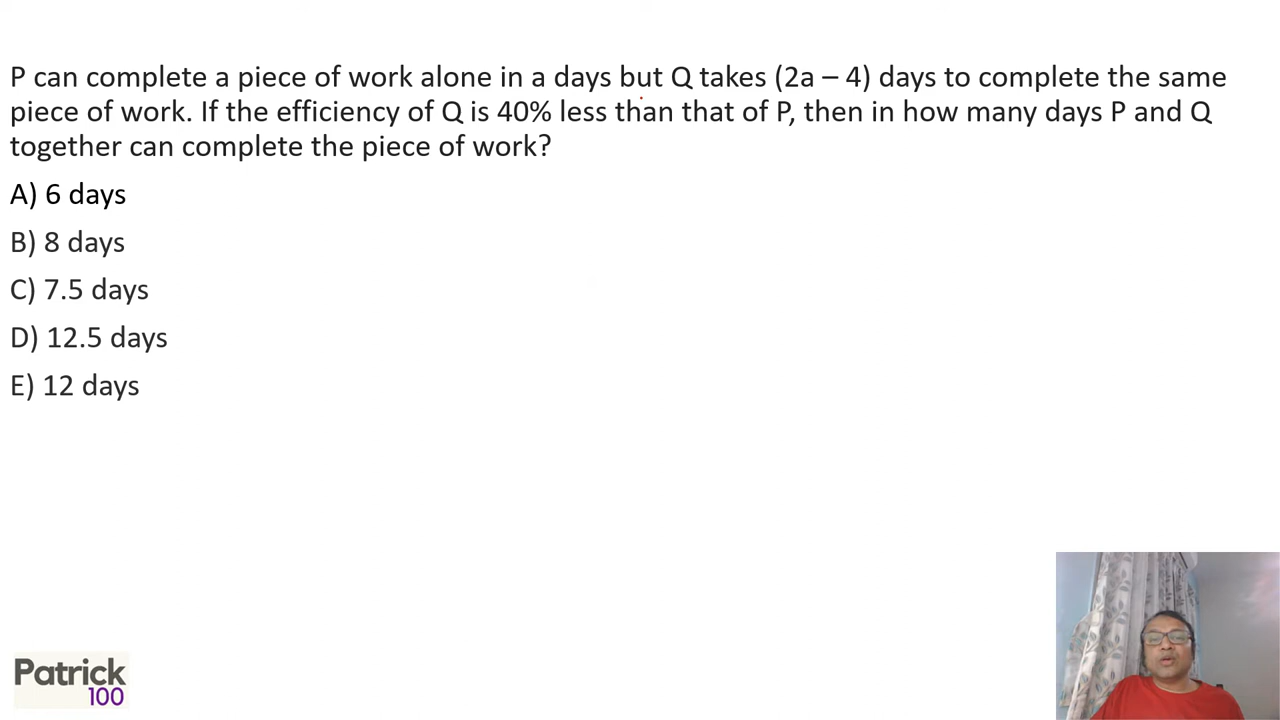 P can complete a piece of work alone in a days but Q takes (2a – 4) days to complete the same
piece of work. If the efficiency of Q is 40% less than that of P, then in how many days P and Q
together can complete the piece of work?
A) 6 days
B) 8 days
C) 7.5 days
D) 12.5 days
E) 12 days
Patrick
100